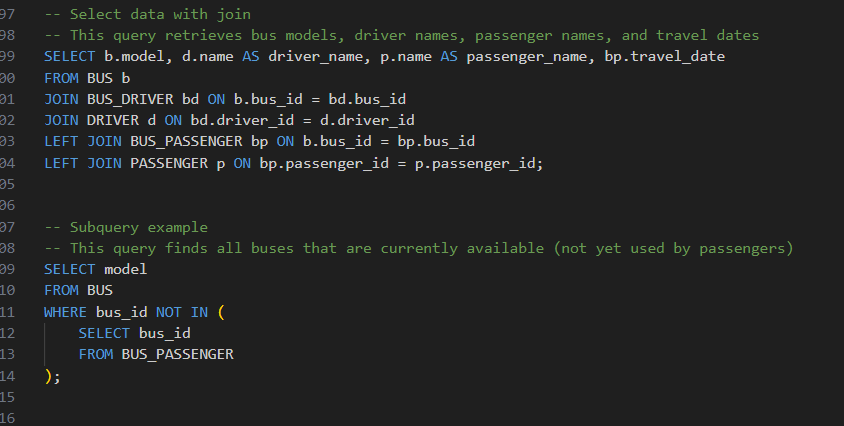 97 -- Select data with join
98 -- This query retrieves bus models, driver names, passenger names, and travel dates
99 SELECT b.model, d.name AS driver_name, p.name AS passenger_name, bp.travel_date
00 FROM BUS b
01 JOIN BUS_DRIVER bd ON b.bus_id = bd.bus_id
02 JOIN DRIVER d ON bd.driver_id = d.driver_id
03 LEFT JOIN BUS_PASSENGER bp ON b.bus_id = bp.bus_id
04 LEFT JOIN PASSENGER p ON bp.passenger_id = p.passenger_id;
05
06
07 -- Subquery example
08 -- This query finds all buses that are currently available (not yet used by passengers)
09 SELECT model
10 FROM BUS
11 WHERE bus_id NOT IN (
12     SELECT bus_id
13     FROM BUS_PASSENGER
14 );
15
16